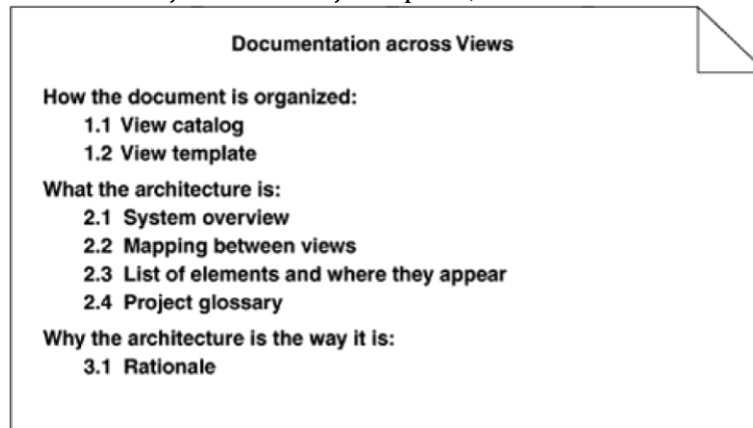 Documentation across Views
How the document is organized:
1.1 View catalog
1.2 View template
What the architecture is:
2.1 System overview
2.2 Mapping between views
2.3 List of elements and where they appear
2.4 Project glossary
Why the architecture is the way it is:
3.1 Rationale